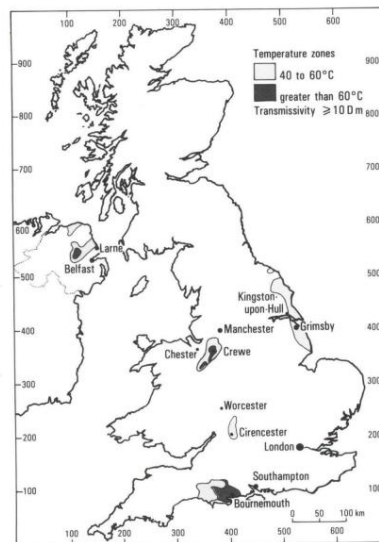 100 200 300 400 500 600
Temperature zones
40 to 60°C
greater than 60°C
Transmissivity ⩾ 10 D m
900 900
800 800
700 700
600 600
Larne
Belfast
500 500
Kingston-
upon-Hull
Manchester
Grimsby
400 400
Chester
Crewe
300 300
Worcester
Cirencester
200 200
London
Southampton
100 100
Bournemouth
0 100 km
100 200 300 400 500 600